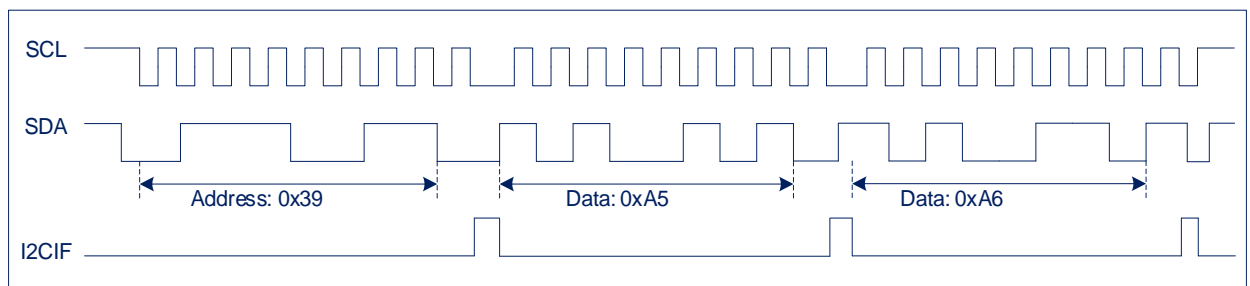 SCL
SDA
Address: 0x39
Data: 0xA5
Data: 0xA6
I2CIF